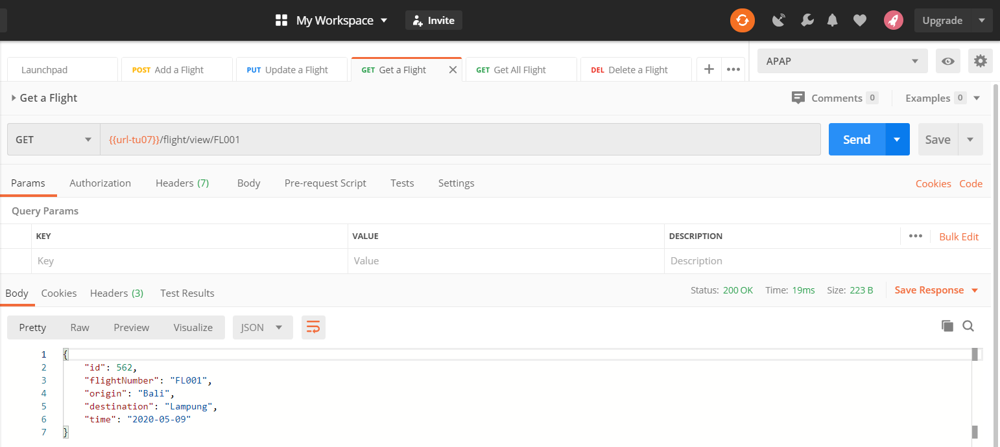 My Workspace Invite Upgrade
Launchpad POST Add a Flight PUT Update a Flight GET Get a Flight GET Get All Flight DEL Delete a Flight APAP
Get a Flight Comments 0 Examples 0
GET {{url-tu07}}/flight/view/FL001 Send Save
Params Authorization Headers (7) Body Pre-request Script Tests Settings Cookies Code
Query Params
KEY VALUE DESCRIPTION Bulk Edit
Key Value Description
Body Cookies Headers (3) Test Results Status: 200 OK Time: 19ms Size: 223 B Save Response
Pretty Raw Preview Visualize JSON
1 {
2 "id": 562,
3 "flightNumber": "FL001",
4 "origin": "Bali",
5 "destination": "Lampung",
6 "time": "2020-05-09"
7 }